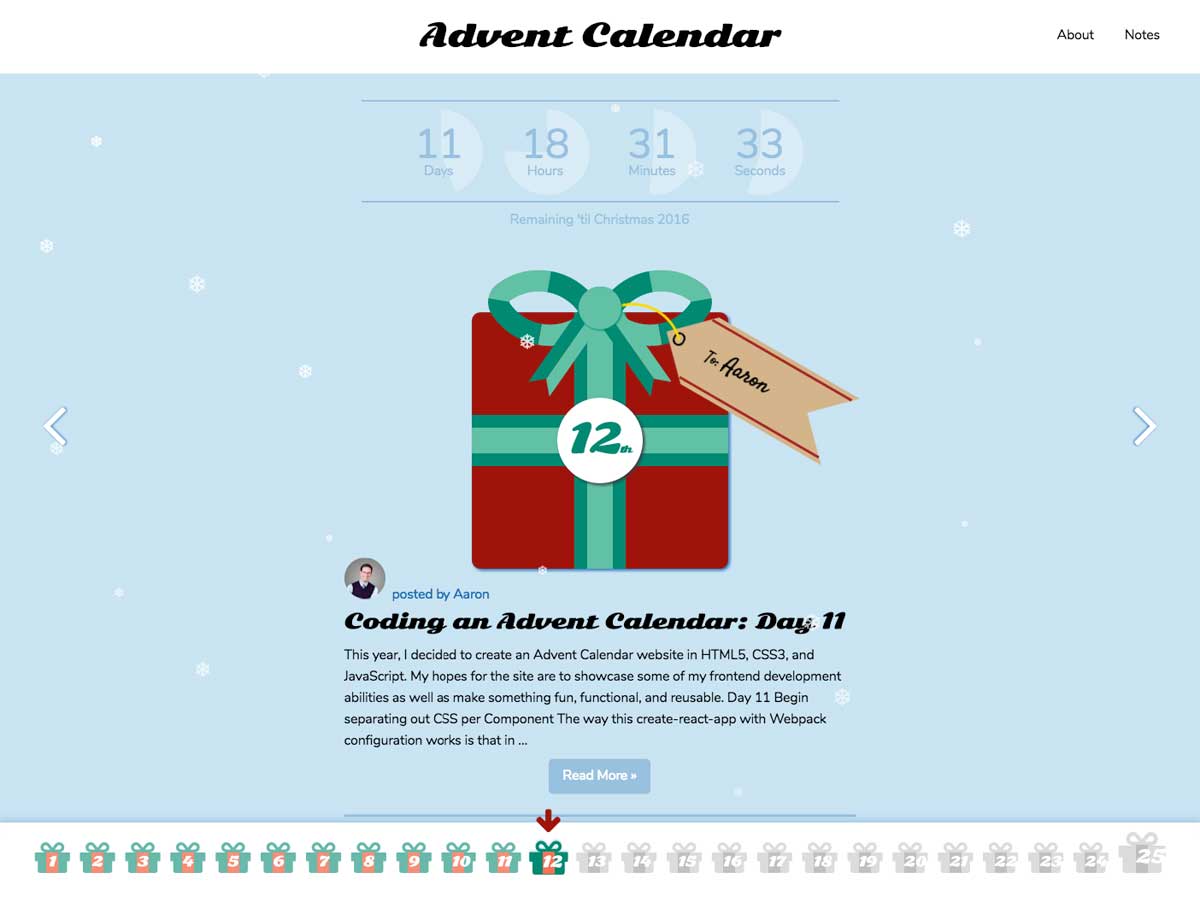 Advent Calendar
About Notes
11 18 31 33
Days Hours Minutes Seconds
Remaining 'til Christmas 2016
To: Aaron
12th
posted by Aaron
Coding an Advent Calendar: Day 11
This year, I decided to create an Advent Calendar website in HTML5, CSS3, and
JavaScript. My hopes for the site are to showcase some of my frontend development
abilities as well as make something fun, functional, and reusable. Day 11 Begin
separating out CSS per Component The way this create-react-app with Webpack
configuration works is that in ...
Read More »
1 2 3 4 5 6 7 8 9 10 11 12 13 14 15 16 17 18 19 20 21 22 23 24 25